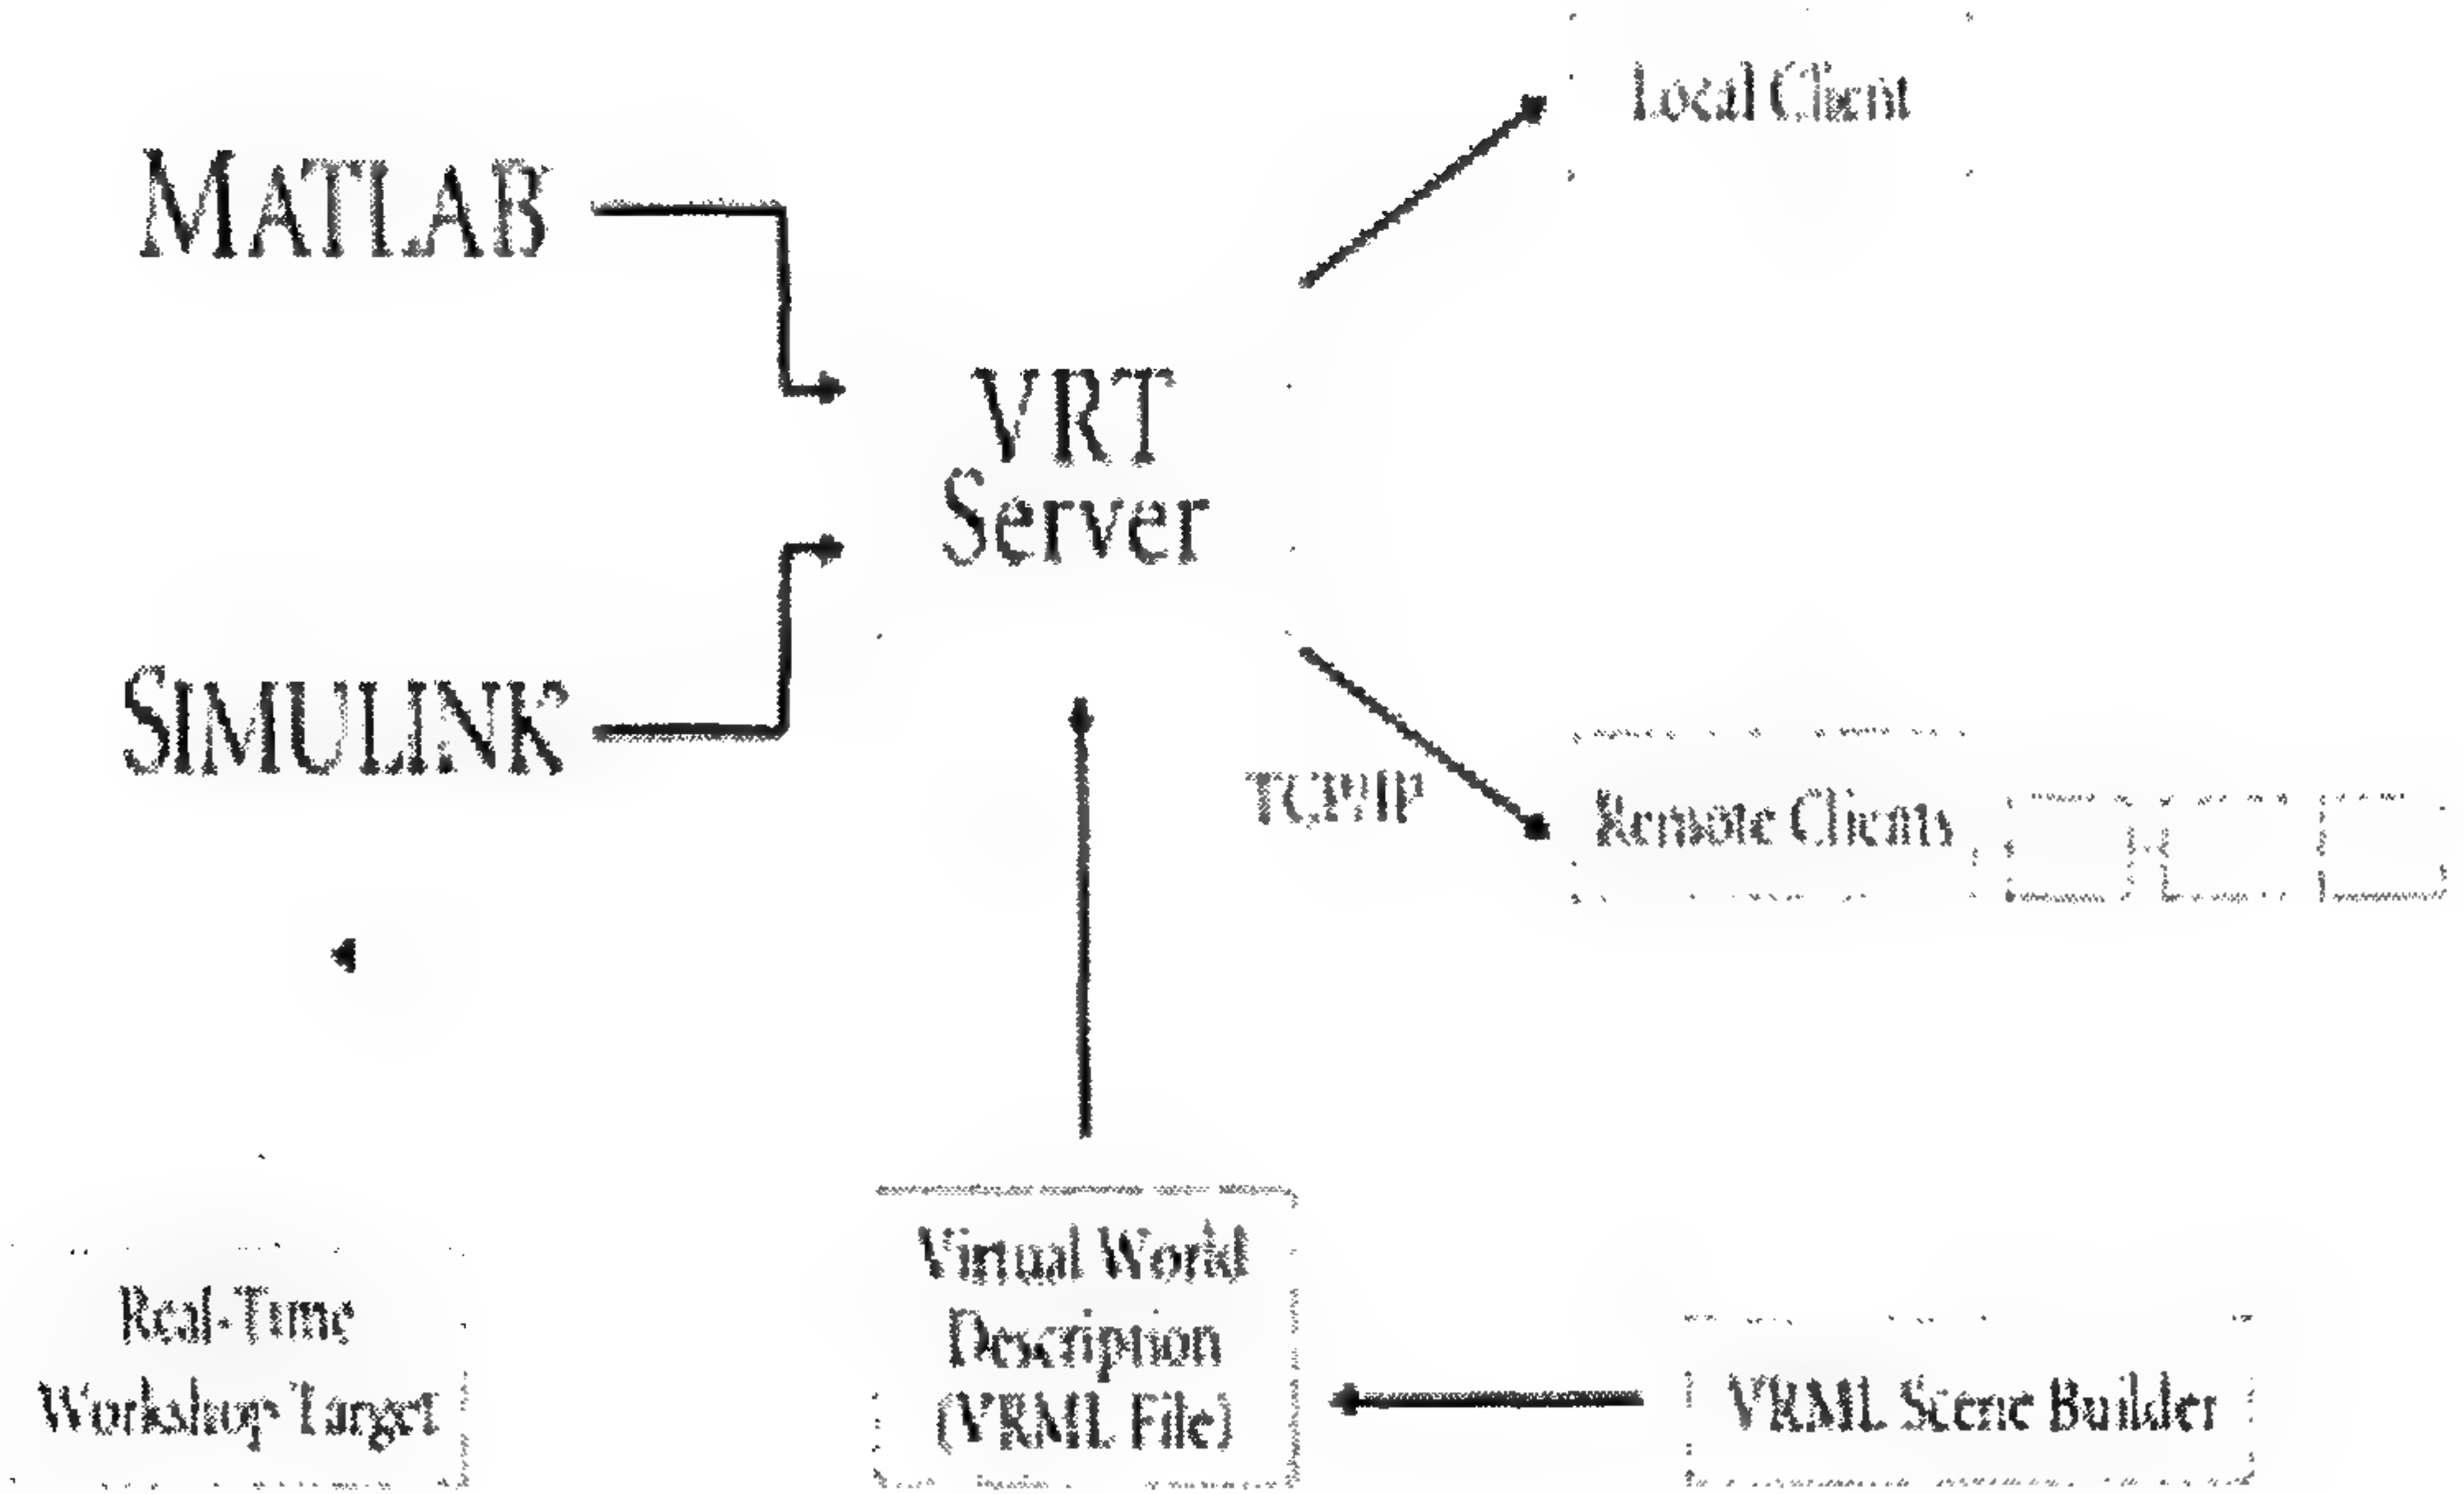 Local Client
MATLAB
VRT
Server
SIMULINK
TCP/IP
Remote Clients
Virtual World
Description
(VRML File)
Real-Time
Workshop Target
VRML Scene Builder